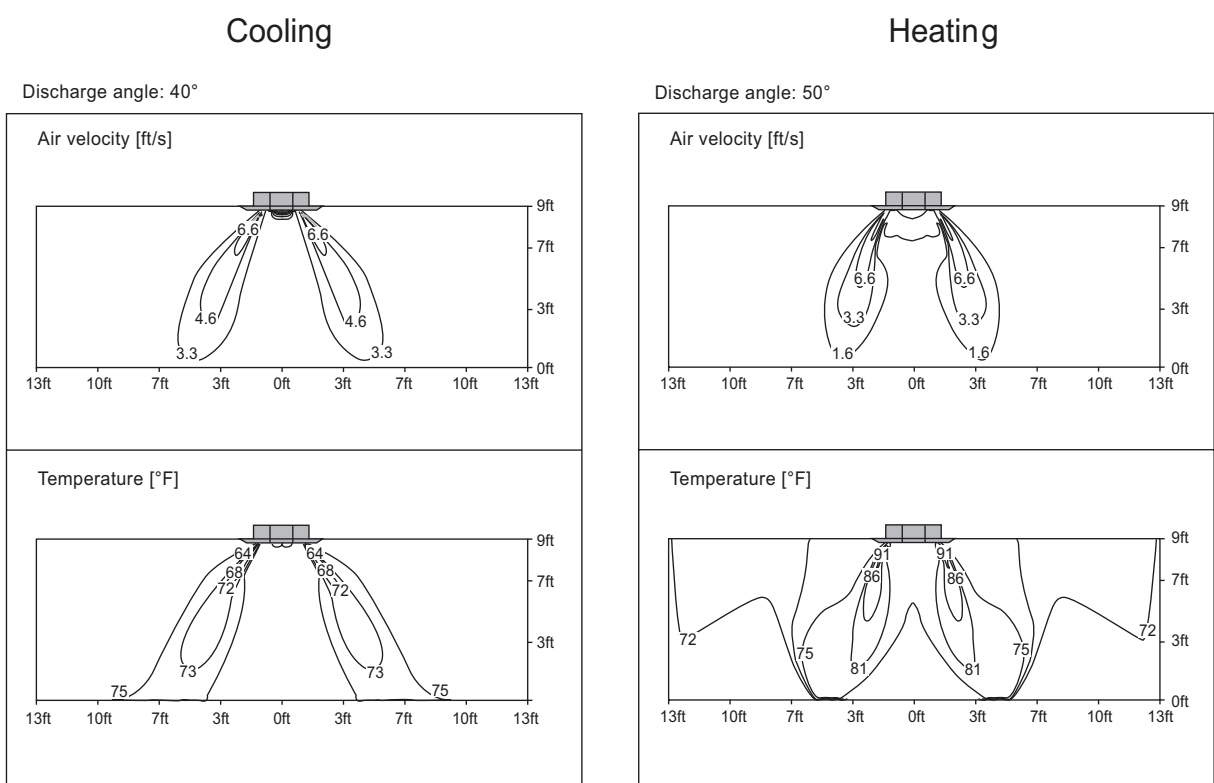 Cooling
Heating
Discharge angle: 40°
Discharge angle: 50°
Air velocity [ft/s]
9ft
7ft
3ft
0ft
6.6
6.6
4.6
4.6
3.3
3.3
13ft 10ft 7ft 3ft 0ft 3ft 7ft 10ft 13ft
Air velocity [ft/s]
9ft
7ft
3ft
0ft
6.6
6.6
3.3
3.3
1.6
1.6
13ft 10ft 7ft 3ft 0ft 3ft 7ft 10ft 13ft
Temperature [°F]
9ft
7ft
3ft
0ft
64
64
68
68
72
72
73
73
75
75
13ft 10ft 7ft 3ft 0ft 3ft 7ft 10ft 13ft
Temperature [°F]
9ft
7ft
3ft
0ft
91
91
86
86
72
72
75
75
81
81
13ft 10ft 7ft 3ft 0ft 3ft 7ft 10ft 13ft